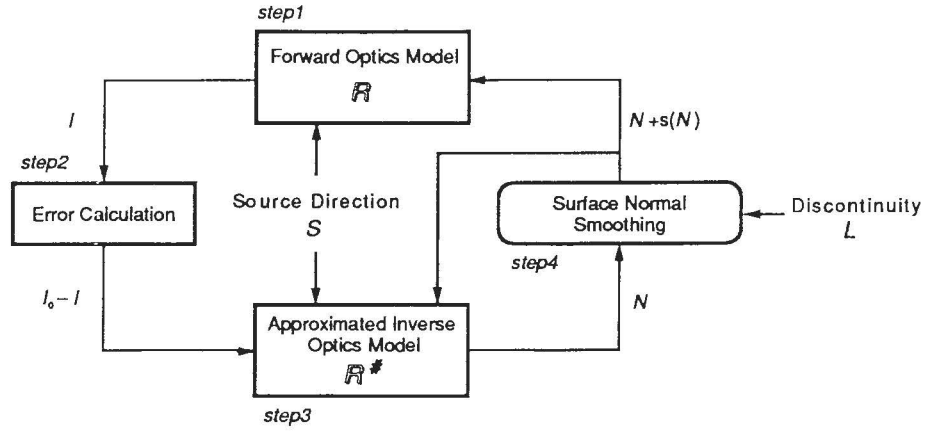 step1
Forward Optics Model
ℝ
I
N+s(N)
step2
Error Calculation
Source Direction
S
Surface Normal
Smoothing
Discontinuity
L
step4
I₀ – I
N
Approximated Inverse
Optics Model
ℝ#
step3